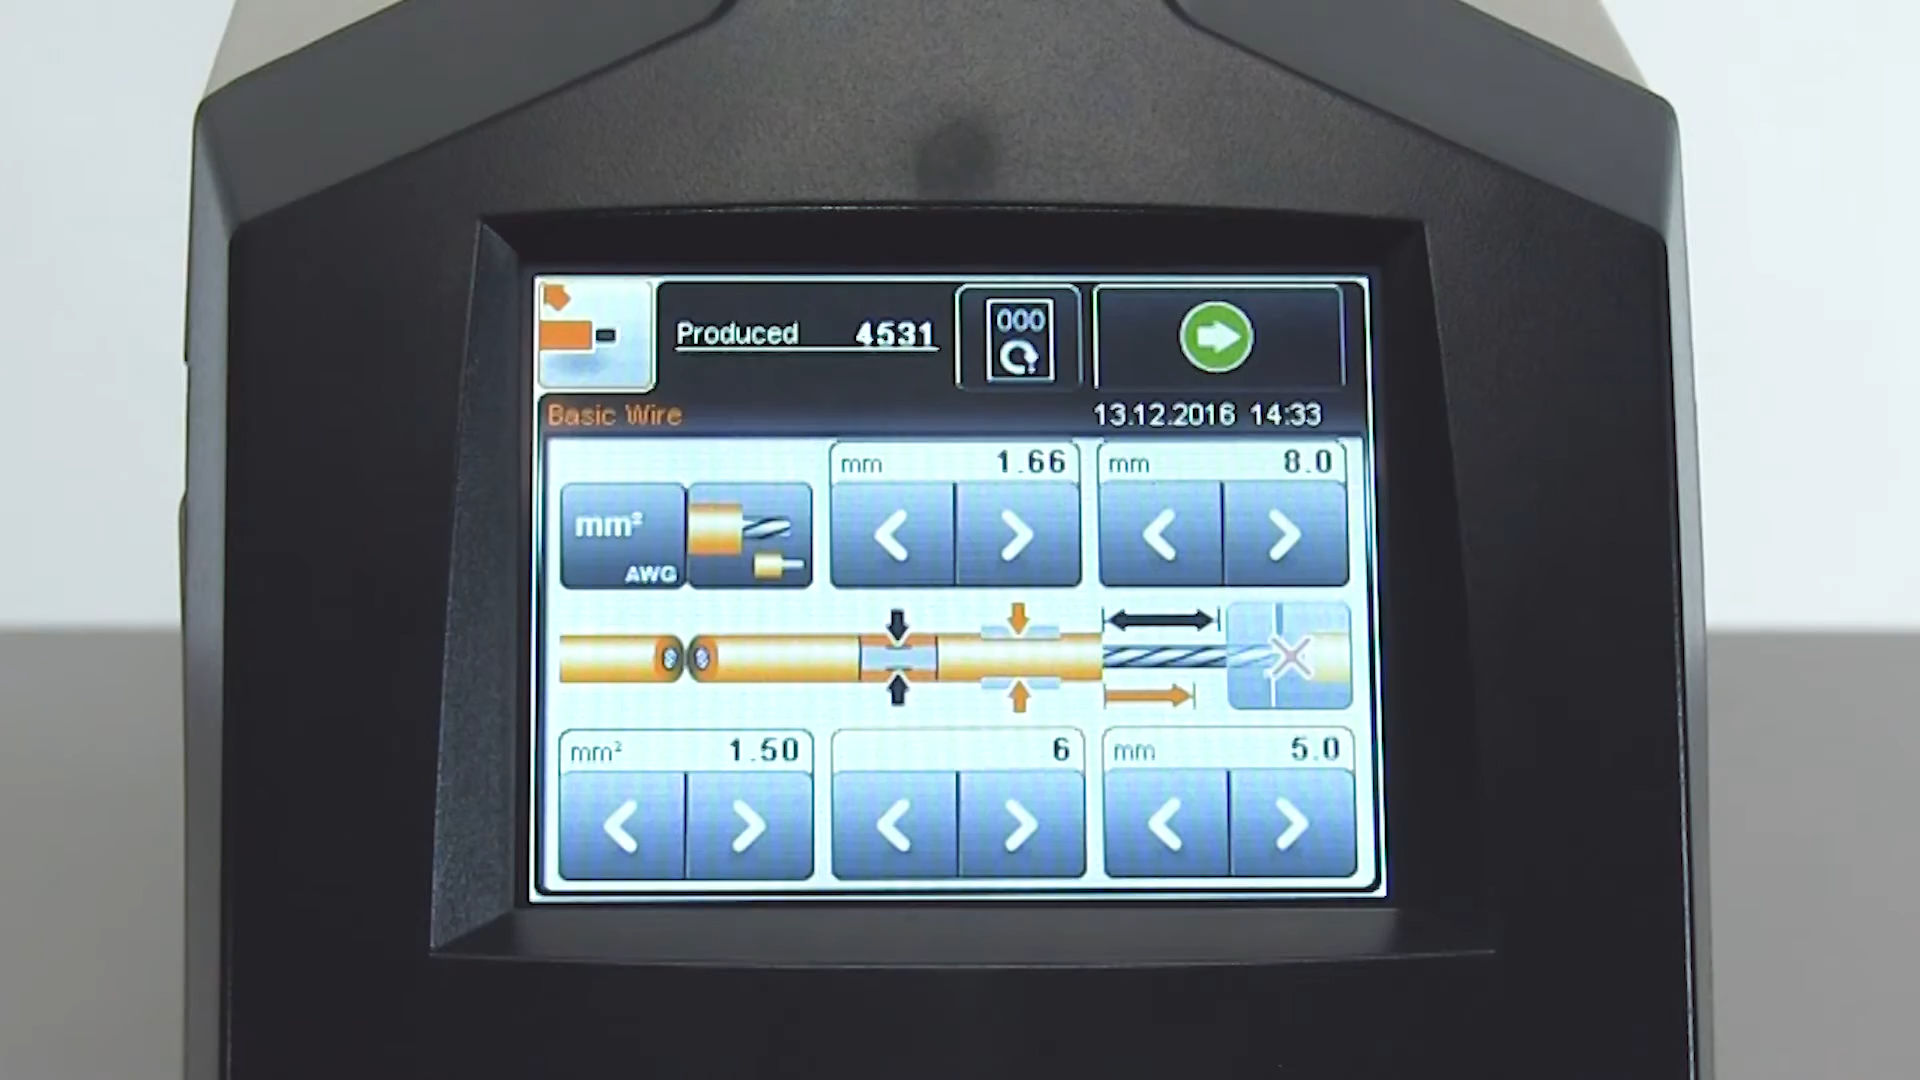 Produced 4531
000
Basic Wire 13.12.2016 14:33
mm 1.66
mm 8.0
mm²
AWG
mm² 1.50
6
mm 5.0